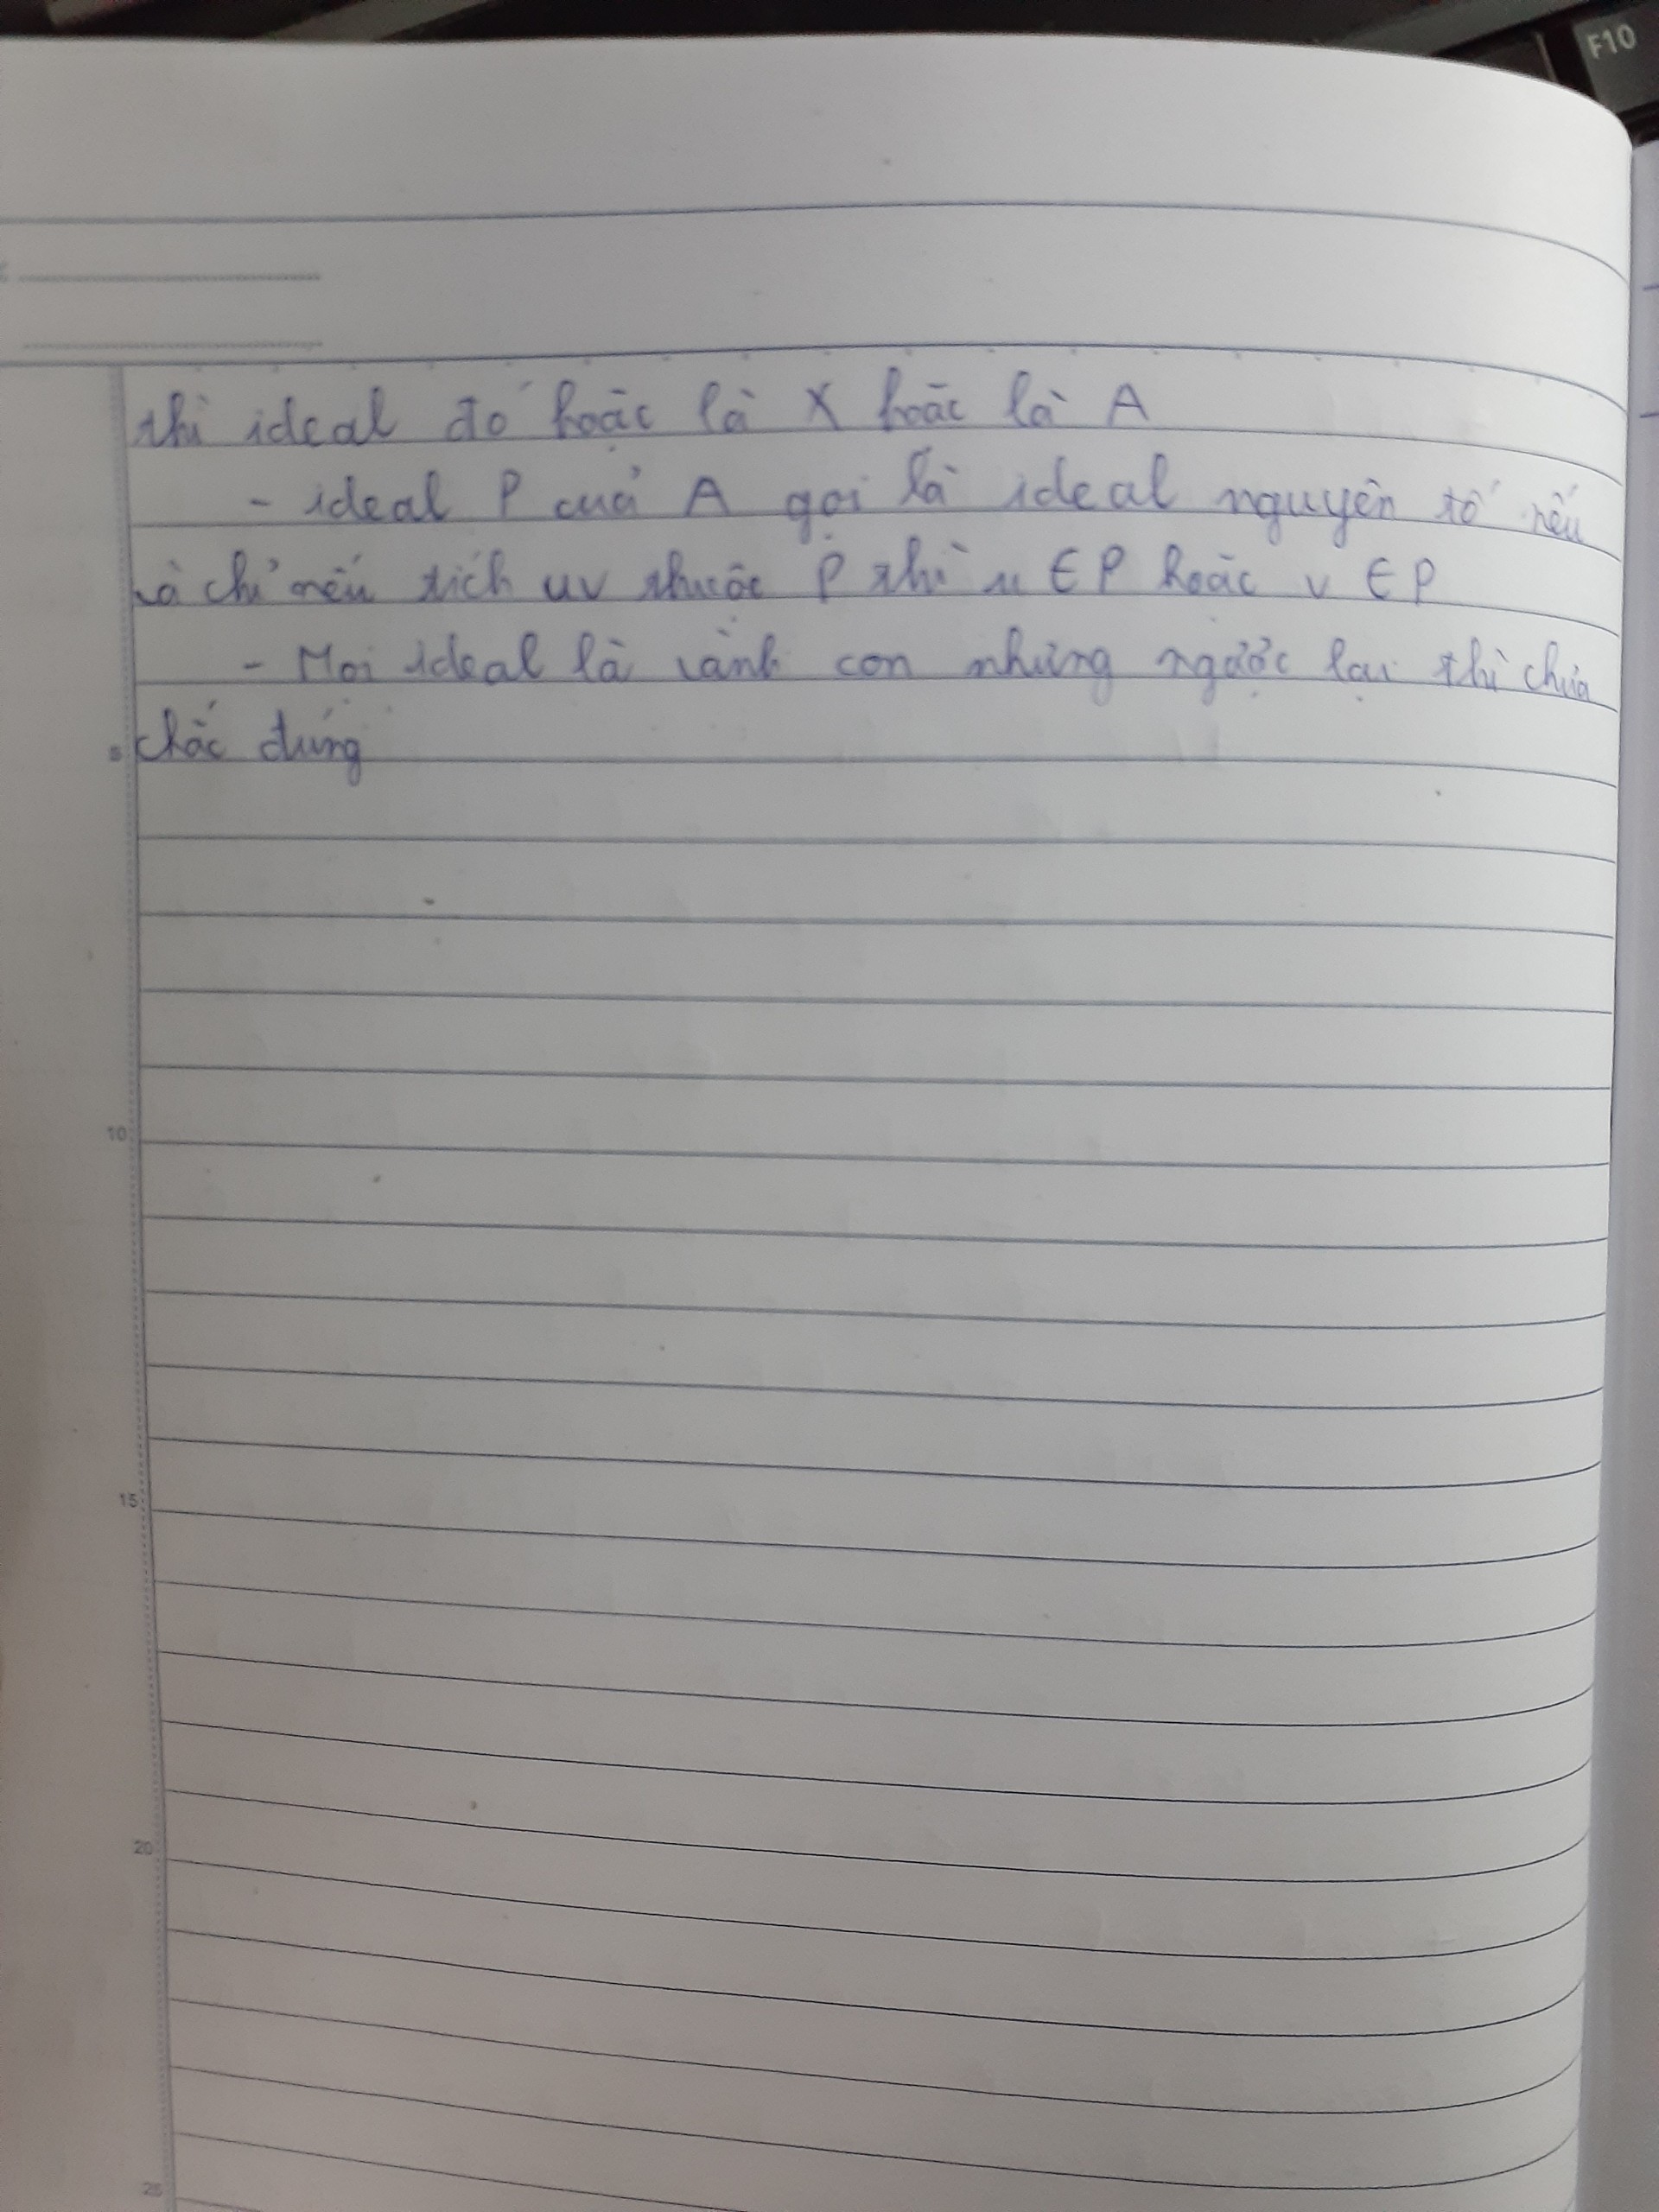 F10
thì ideal đó hoặc là X hoặc là A
- ideal P của A gọi là ideal nguyên tố nếu
và chỉ nếu tích uv thuộc P thì u ∈ P hoặc v ∈ P
- Mọi ideal là vành con nhưng ngược lại thì chưa
5 chắc đúng
10
15
20
25